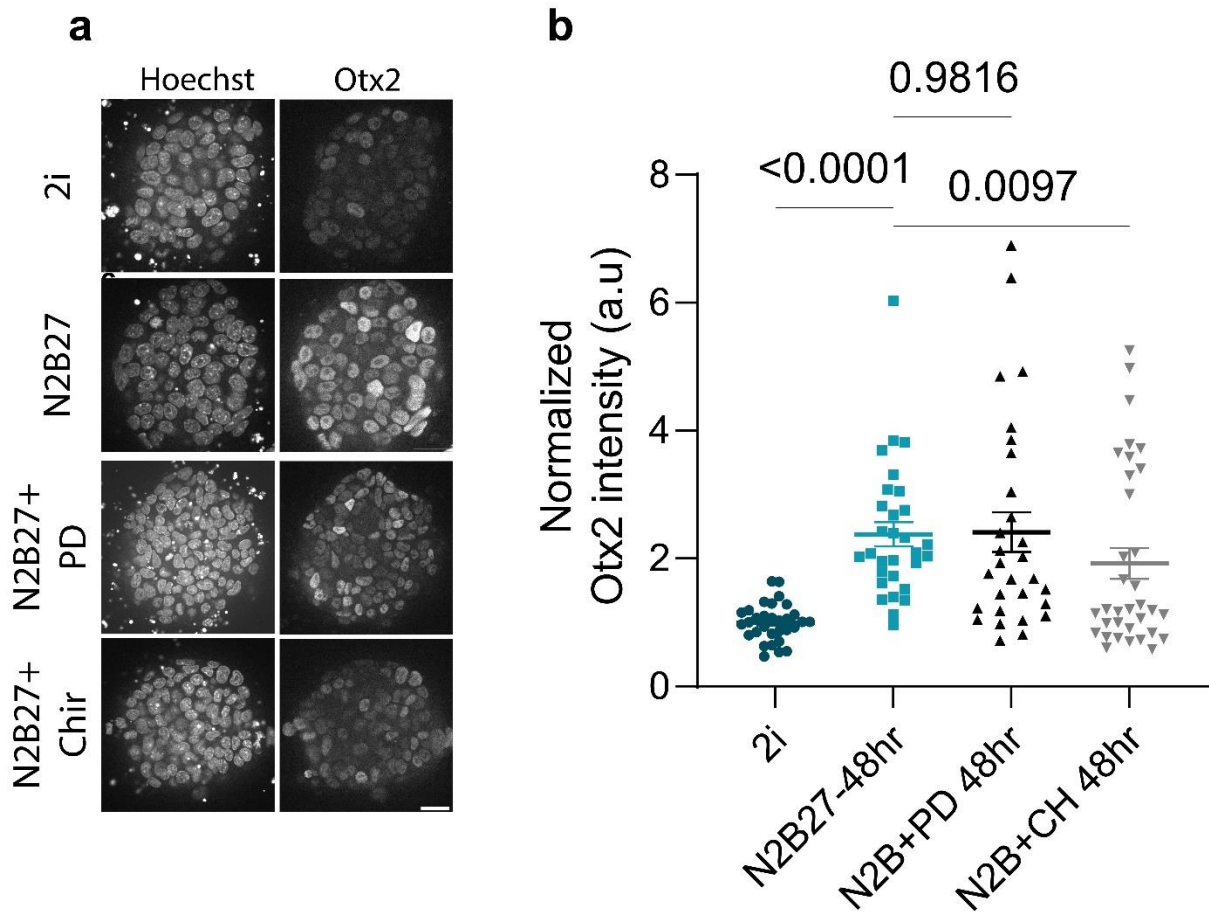 a
Hoechst Otx2
2i
N2B27
N2B27+
PD
N2B27+
Chir
b
0.9816
<0.0001
0.0097
8
6
4
2
0
Normalized
Otx2 intensity (a.u)
2i
N2B27-48hr
N2B+PD 48hr
N2B+CH 48hr